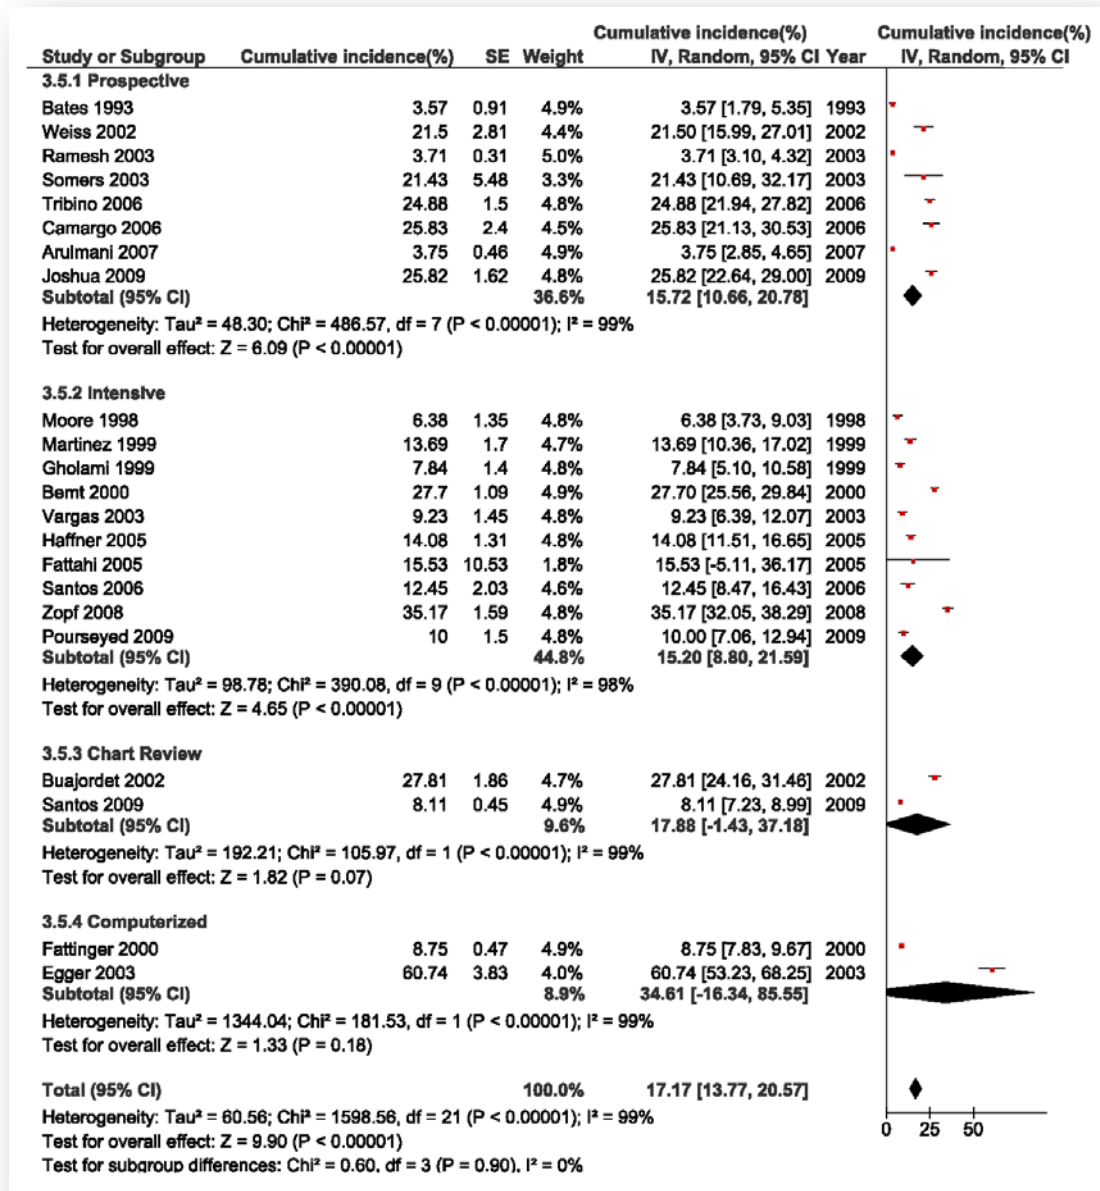 Cumulative incidence(%) Cumulative incidence(%)
Study or Subgroup Cumulative incidence(%) SE Weight IV, Random, 95% CI Year IV, Random, 95% CI
3.5.1 Prospective
Bates 1993 3.57 0.91 4.9% 3.57 [1.79, 5.35] 1993
Weiss 2002 21.5 2.81 4.4% 21.50 [15.99, 27.01] 2002
Ramesh 2003 3.71 0.31 5.0% 3.71 [3.10, 4.32] 2003
Somers 2003 21.43 5.48 3.3% 21.43 [10.69, 32.17] 2003
Tribino 2006 24.88 1.5 4.8% 24.88 [21.94, 27.82] 2006
Camargo 2006 25.83 2.4 4.5% 25.83 [21.13, 30.53] 2006
Arulmani 2007 3.75 0.46 4.9% 3.75 [2.85, 4.65] 2007
Joshua 2009 25.82 1.62 4.8% 25.82 [22.64, 29.00] 2009
Subtotal (95% CI) 36.6% 15.72 [10.66, 20.78]
Heterogeneity: Tau² = 48.30; Chi² = 486.57, df = 7 (P < 0.00001); I² = 99%
Test for overall effect: Z = 6.09 (P < 0.00001)
3.5.2 Intensive
Moore 1998 6.38 1.35 4.8% 6.38 [3.73, 9.03] 1998
Martinez 1999 13.69 1.7 4.7% 13.69 [10.36, 17.02] 1999
Gholami 1999 7.84 1.4 4.8% 7.84 [5.10, 10.58] 1999
Bemt 2000 27.7 1.09 4.9% 27.70 [25.56, 29.84] 2000
Vargas 2003 9.23 1.45 4.8% 9.23 [6.39, 12.07] 2003
Haffner 2005 14.08 1.31 4.8% 14.08 [11.51, 16.65] 2005
Fattahi 2005 15.53 10.53 1.8% 15.53 [-5.11, 36.17] 2005
Santos 2006 12.45 2.03 4.6% 12.45 [8.47, 16.43] 2006
Zopf 2008 35.17 1.59 4.8% 35.17 [32.05, 38.29] 2008
Pourseyed 2009 10 1.5 4.8% 10.00 [7.06, 12.94] 2009
Subtotal (95% CI) 44.8% 15.20 [8.80, 21.59]
Heterogeneity: Tau² = 98.78; Chi² = 390.08, df = 9 (P < 0.00001); I² = 98%
Test for overall effect: Z = 4.65 (P < 0.00001)
3.5.3 Chart Review
Buajordet 2002 27.81 1.86 4.7% 27.81 [24.16, 31.46] 2002
Santos 2009 8.11 0.45 4.9% 8.11 [7.23, 8.99] 2009
Subtotal (95% CI) 9.6% 17.88 [-1.43, 37.18]
Heterogeneity: Tau² = 192.21; Chi² = 105.97, df = 1 (P < 0.00001); I² = 99%
Test for overall effect: Z = 1.82 (P = 0.07)
3.5.4 Computerized
Fattinger 2000 8.75 0.47 4.9% 8.75 [7.83, 9.67] 2000
Egger 2003 60.74 3.83 4.0% 60.74 [53.23, 68.25] 2003
Subtotal (95% CI) 8.9% 34.61 [-16.34, 85.55]
Heterogeneity: Tau² = 1344.04; Chi² = 181.53, df = 1 (P < 0.00001); I² = 99%
Test for overall effect: Z = 1.33 (P = 0.18)
Total (95% CI) 100.0% 17.17 [13.77, 20.57]
Heterogeneity: Tau² = 60.56; Chi² = 1598.56, df = 21 (P < 0.00001); I² = 99%
Test for overall effect: Z = 9.90 (P < 0.00001)
0 25 50
Test for subgroup differences: Chi² = 0.60, df = 3 (P = 0.90), I² = 0%